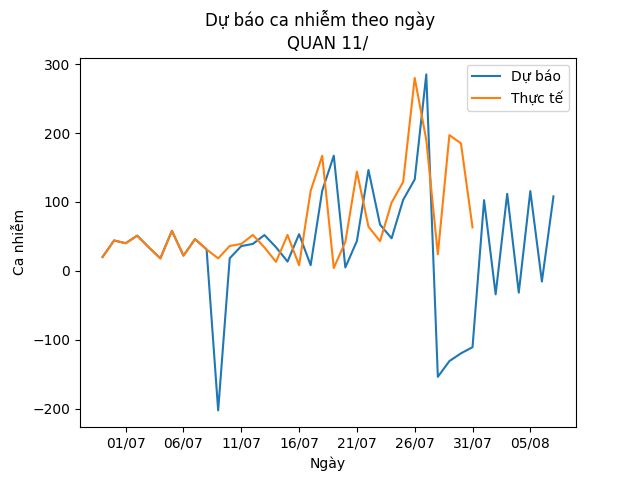 Dự báo ca nhiễm theo ngày
QUAN 11/
Dự báo
Thực tế
Ca nhiễm
300
200
100
0
−100
−200
01/07 06/07 11/07 16/07 21/07 26/07 31/07 05/08
Ngày